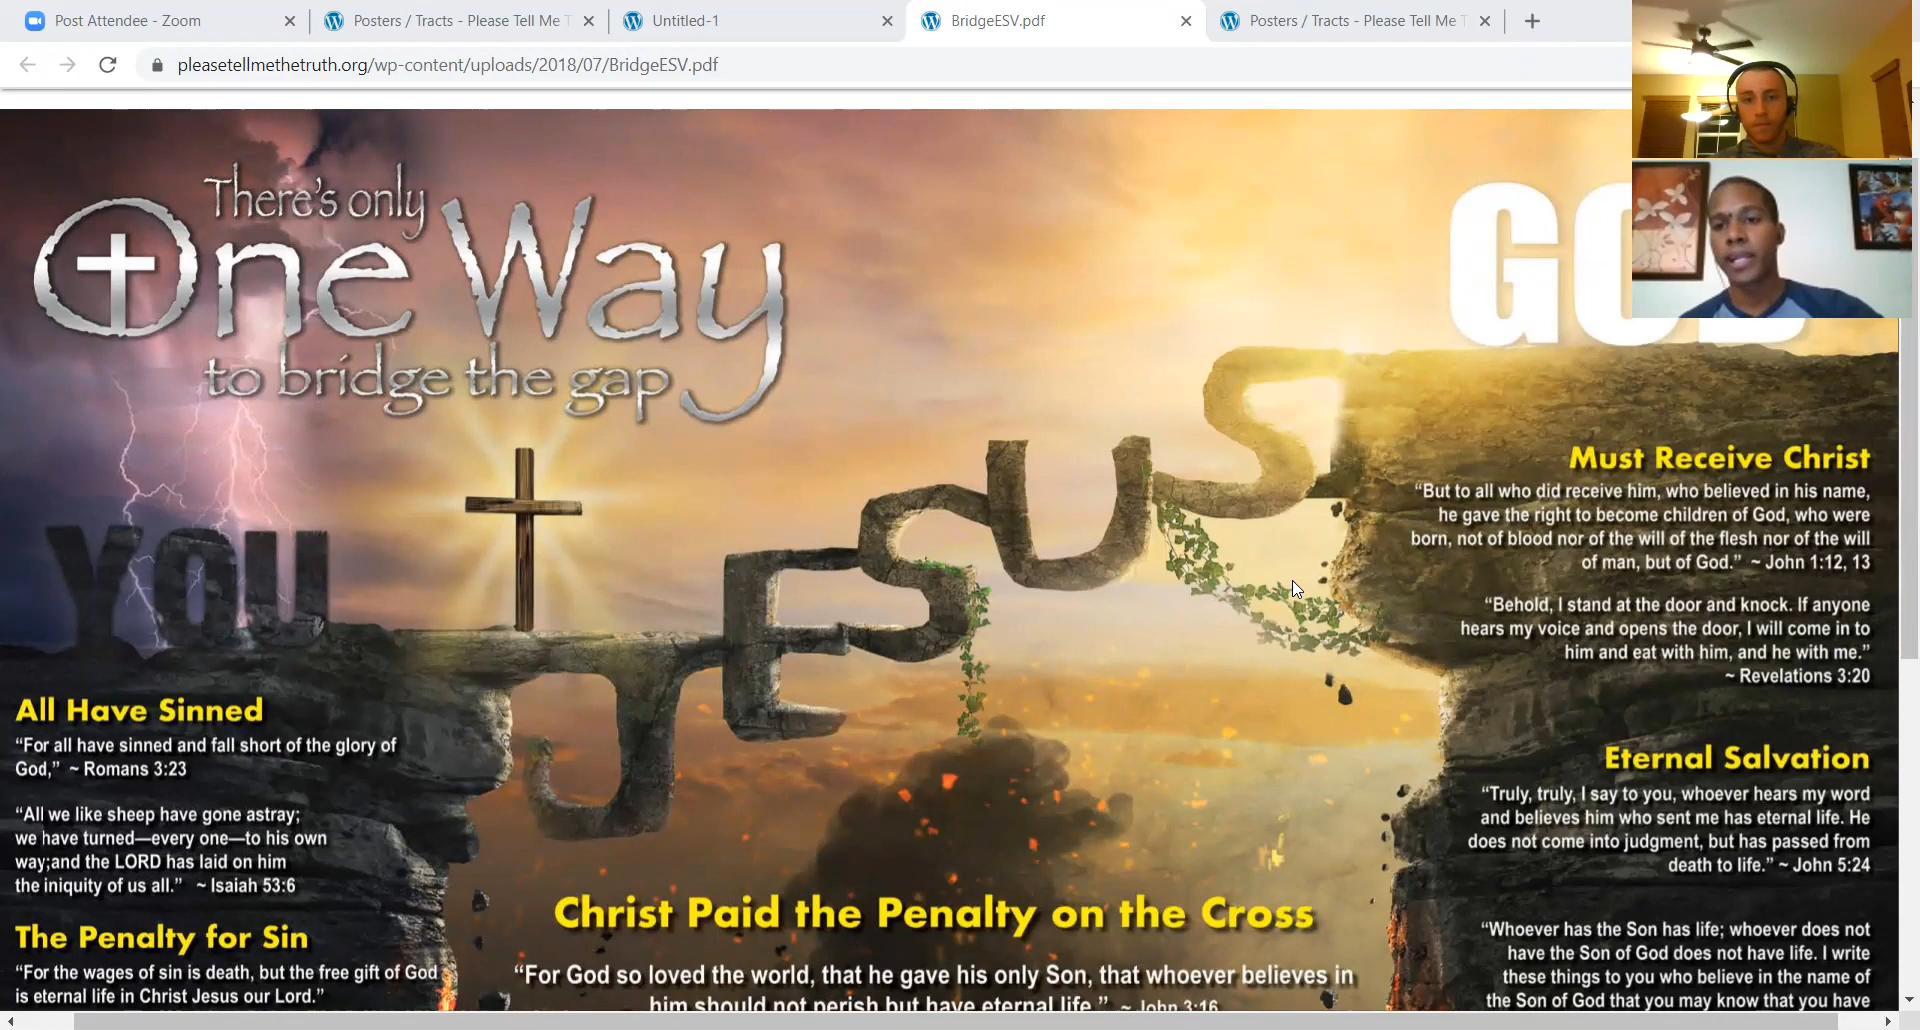 Post Attendee - Zoom
Posters / Tracts - Please Tell Me T
Untitled-1
BridgeESV.pdf
Posters / Tracts - Please Tell Me T
pleasetellmethetruth.org/wp-content/uploads/2018/07/BridgeESV.pdf
There's only
One Way
to bridge the gap
GOD
YOU
JESUS
All Have Sinned
“For all have sinned and fall short of the glory of
God,” ~ Romans 3:23
“All we like sheep have gone astray;
we have turned—every one—to his own
way;and the LORD has laid on him
the iniquity of us all.” ~ Isaiah 53:6
The Penalty for Sin
“For the wages of sin is death, but the free gift of God
is eternal life in Christ Jesus our Lord.”
Christ Paid the Penalty on the Cross
“For God so loved the world, that he gave his only Son, that whoever believes in
him should not perish but have eternal life.” ~ John 3:16
Must Receive Christ
“But to all who did receive him, who believed in his name,
he gave the right to become children of God, who were
born, not of blood nor of the will of the flesh nor of the will
of man, but of God.” ~ John 1:12, 13
“Behold, I stand at the door and knock. If anyone
hears my voice and opens the door, I will come in to
him and eat with him, and he with me.”
~ Revelations 3:20
Eternal Salvation
“Truly, truly, I say to you, whoever hears my word
and believes him who sent me has eternal life. He
does not come into judgment, but has passed from
death to life.” ~ John 5:24
“Whoever has the Son has life; whoever does not
have the Son of God does not have life. I write
these things to you who believe in the name of
the Son of God that you may know that you have